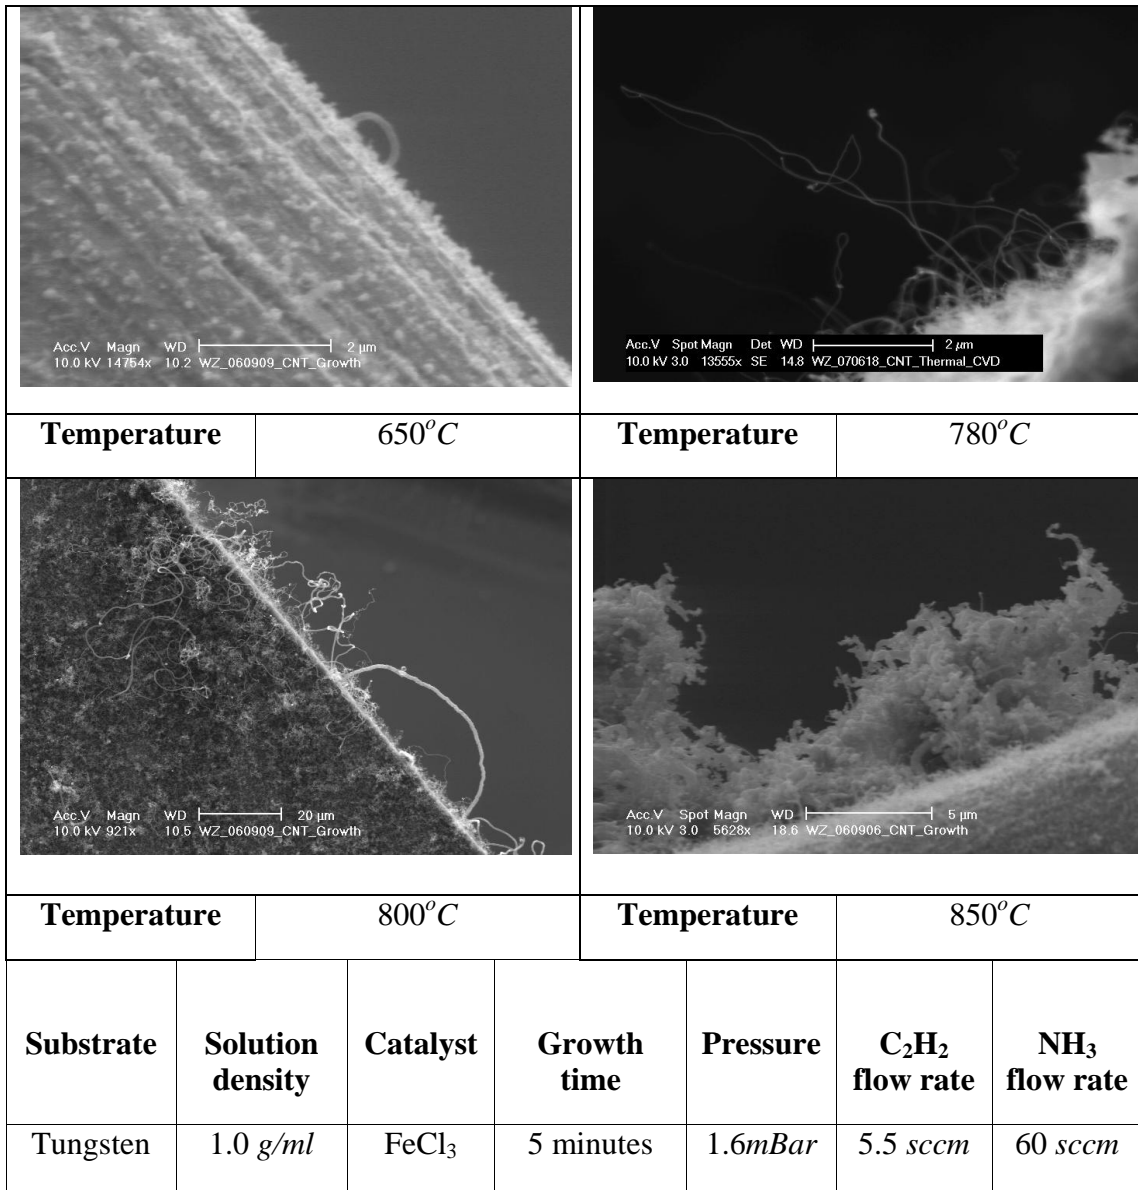 Acc.V Magn WD 2 µm
10.0 kV 14754x 10.2 WZ_060909_CNT_Growth
Acc.V Spot Magn Det WD 2 µm
10.0 kV 3.0 13555x SE 14.8 WZ_070618_CNT_Thermal_CVD
Temperature 650°C Temperature 780°C
Acc.V Magn WD 20 µm
10.0 kV 921x 10.5 WZ_060909_CNT_Growth
Acc.V Spot Magn WD 5 µm
10.0 kV 3.0 5628x 18.6 WZ_060906_CNT_Growth
Temperature 800°C Temperature 850°C
Substrate Solution density Catalyst Growth time Pressure C₂H₂ flow rate NH₃ flow rate
Tungsten 1.0 g/ml FeCl₃ 5 minutes 1.6mBar 5.5 sccm 60 sccm